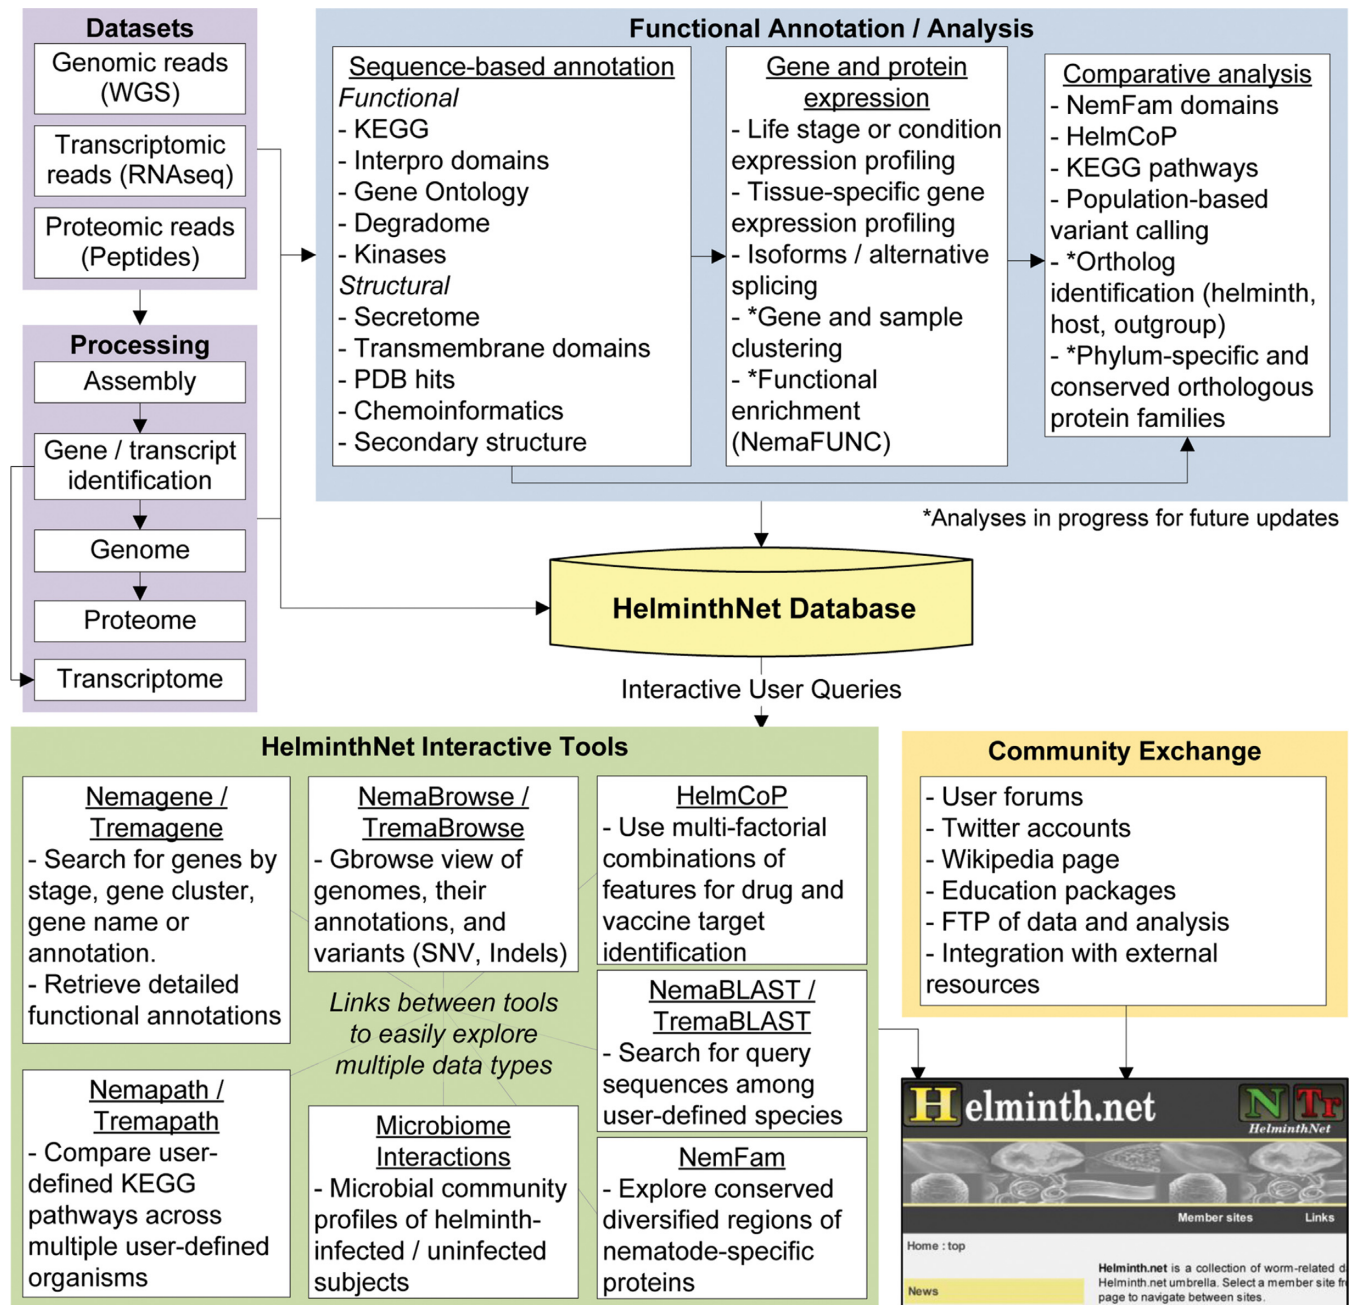 Datasets
Genomic reads
(WGS)
Transcriptomic
reads (RNAseq)
Proteomic reads
(Peptides)
Processing
Assembly
Gene / transcript
identification
Genome
Proteome
Transcriptome
Functional Annotation / Analysis
Sequence-based annotation
Functional
- KEGG
- Interpro domains
- Gene Ontology
- Degradome
- Kinases
Structural
- Secretome
- Transmembrane domains
- PDB hits
- Chemoinformatics
- Secondary structure
Gene and protein
expression
- Life stage or condition
expression profiling
- Tissue-specific gene
expression profiling
- Isoforms / alternative
splicing
- *Gene and sample
clustering
- *Functional
enrichment
(NemaFUNC)
Comparative analysis
- NemFam domains
- HelmCoP
- KEGG pathways
- Population-based
variant calling
- *Ortholog
identification (helminth,
host, outgroup)
- *Phylum-specific and
conserved orthologous
protein families
*Analyses in progress for future updates
HelminthNet Database
Interactive User Queries
HelminthNet Interactive Tools
Nemagene /
Tremagene
- Search for genes by
stage, gene cluster,
gene name or
annotation.
- Retrieve detailed
functional annotations
NemaBrowse /
TremaBrowse
- Gbrowse view of
genomes, their
annotations, and
variants (SNV, Indels)
HelmCoP
- Use multi-factorial
combinations of
features for drug and
vaccine target
identification
Links between tools
to easily explore
multiple data types
NemaBLAST /
TremaBLAST
- Search for query
sequences among
user-defined species
Nemapath /
Tremapath
- Compare user-
defined KEGG
pathways across
multiple user-defined
organisms
Microbiome
Interactions
- Microbial community
profiles of helminth-
infected / uninfected
subjects
NemFam
- Explore conserved
diversified regions of
nematode-specific
proteins
Community Exchange
- User forums
- Twitter accounts
- Wikipedia page
- Education packages
- FTP of data and analysis
- Integration with external
resources
Helminth.net
N Tr
HelminthNet
Member sites Links
Home : top
News
Helminth.net is a collection of worm-related
Helminth.net umbrella. Select a member site
page to navigate between sites.